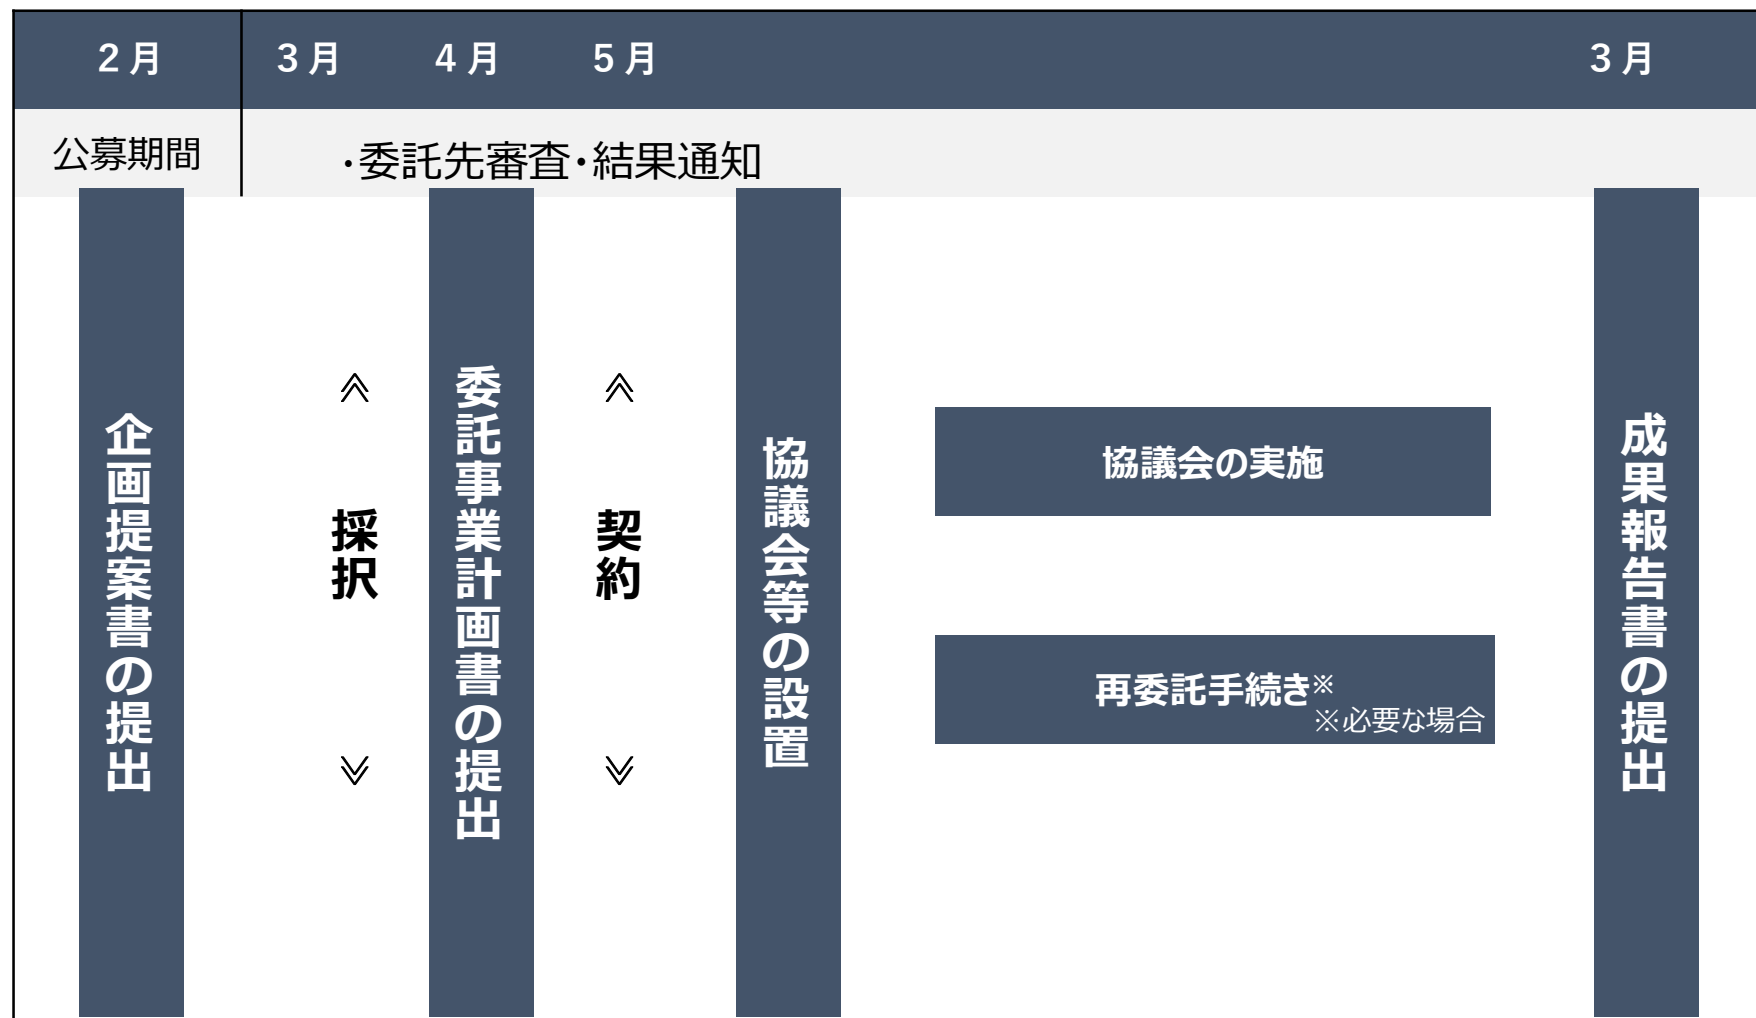 2月
3月
4月
5月
3月
公募期間
・委託先審査・結果通知
企画提案書の提出
採択
委託事業計画書の提出
契約
協議会等の設置
協議会の実施
再委託手続き※
※必要な場合
成果報告書の提出